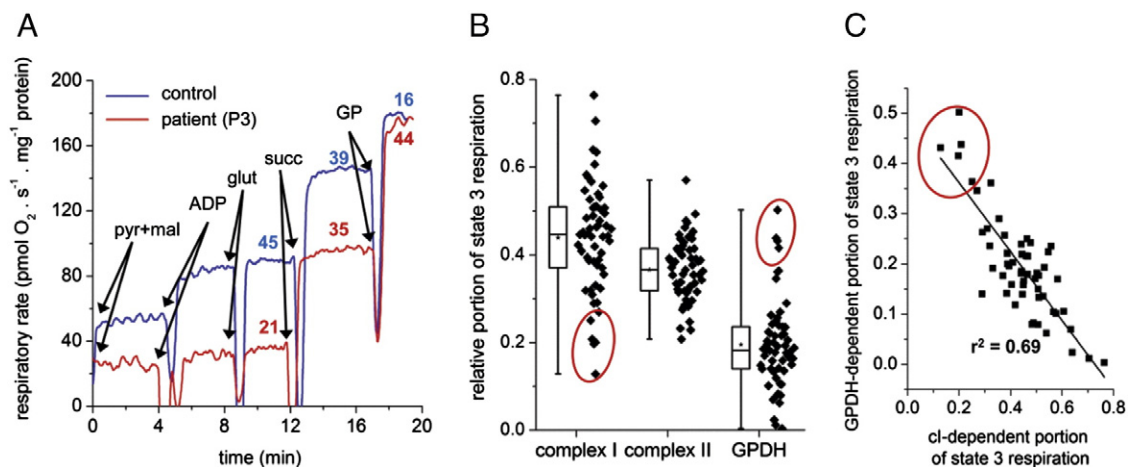 A
respiratory rate (pmol O2 . s-1 . mg-1 protein)
200
160
120
80
40
0
control
patient (P3)
pyr+mal
ADP
glut
succ
GP
45
39
16
21
35
44
0
4
8
12
16
20
time (min)
B
relative portion of state 3 respiration
0.8
0.6
0.4
0.2
0.0
complex I
complex II
GPDH
C
GPDH-dependent portion of state 3 respiration
0.5
0.4
0.3
0.2
0.1
0.0
r2 = 0.69
0.0
0.2
0.4
0.6
0.8
cI-dependent portion
of state 3 respiration